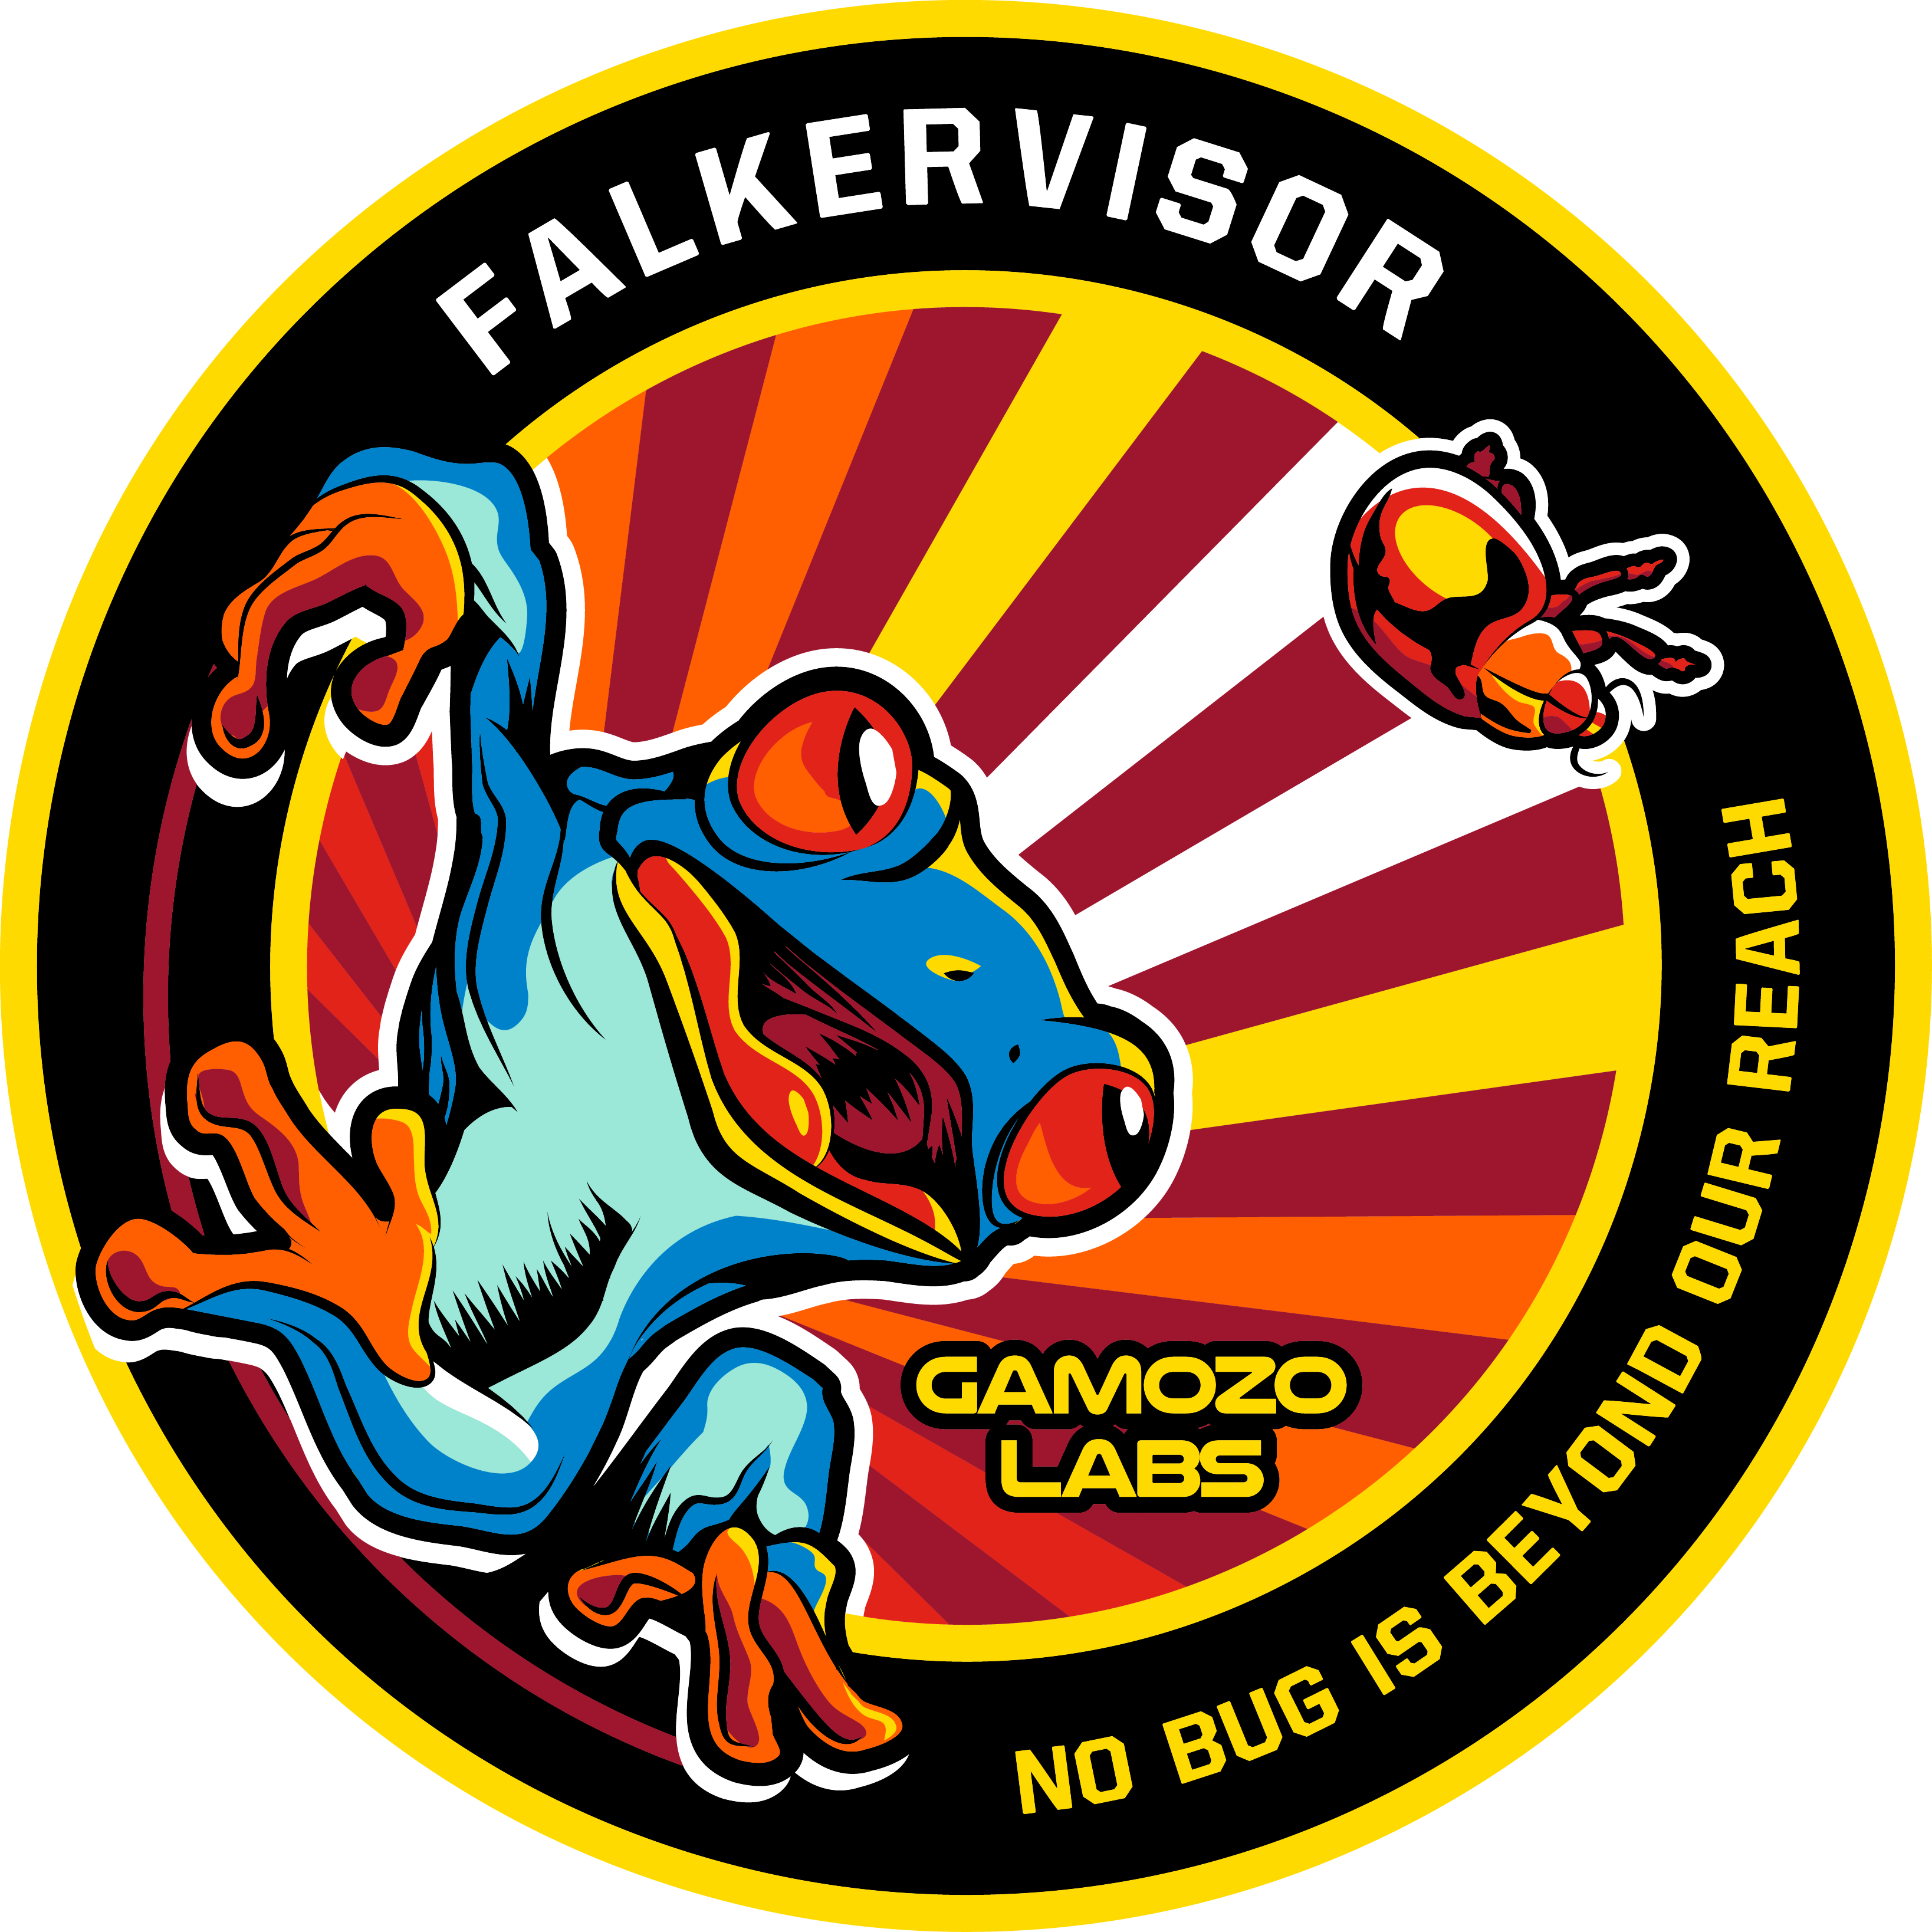 FALKERVISOR
GAMOZO
LABS
NO BUG IS BEYOND OUR REACH